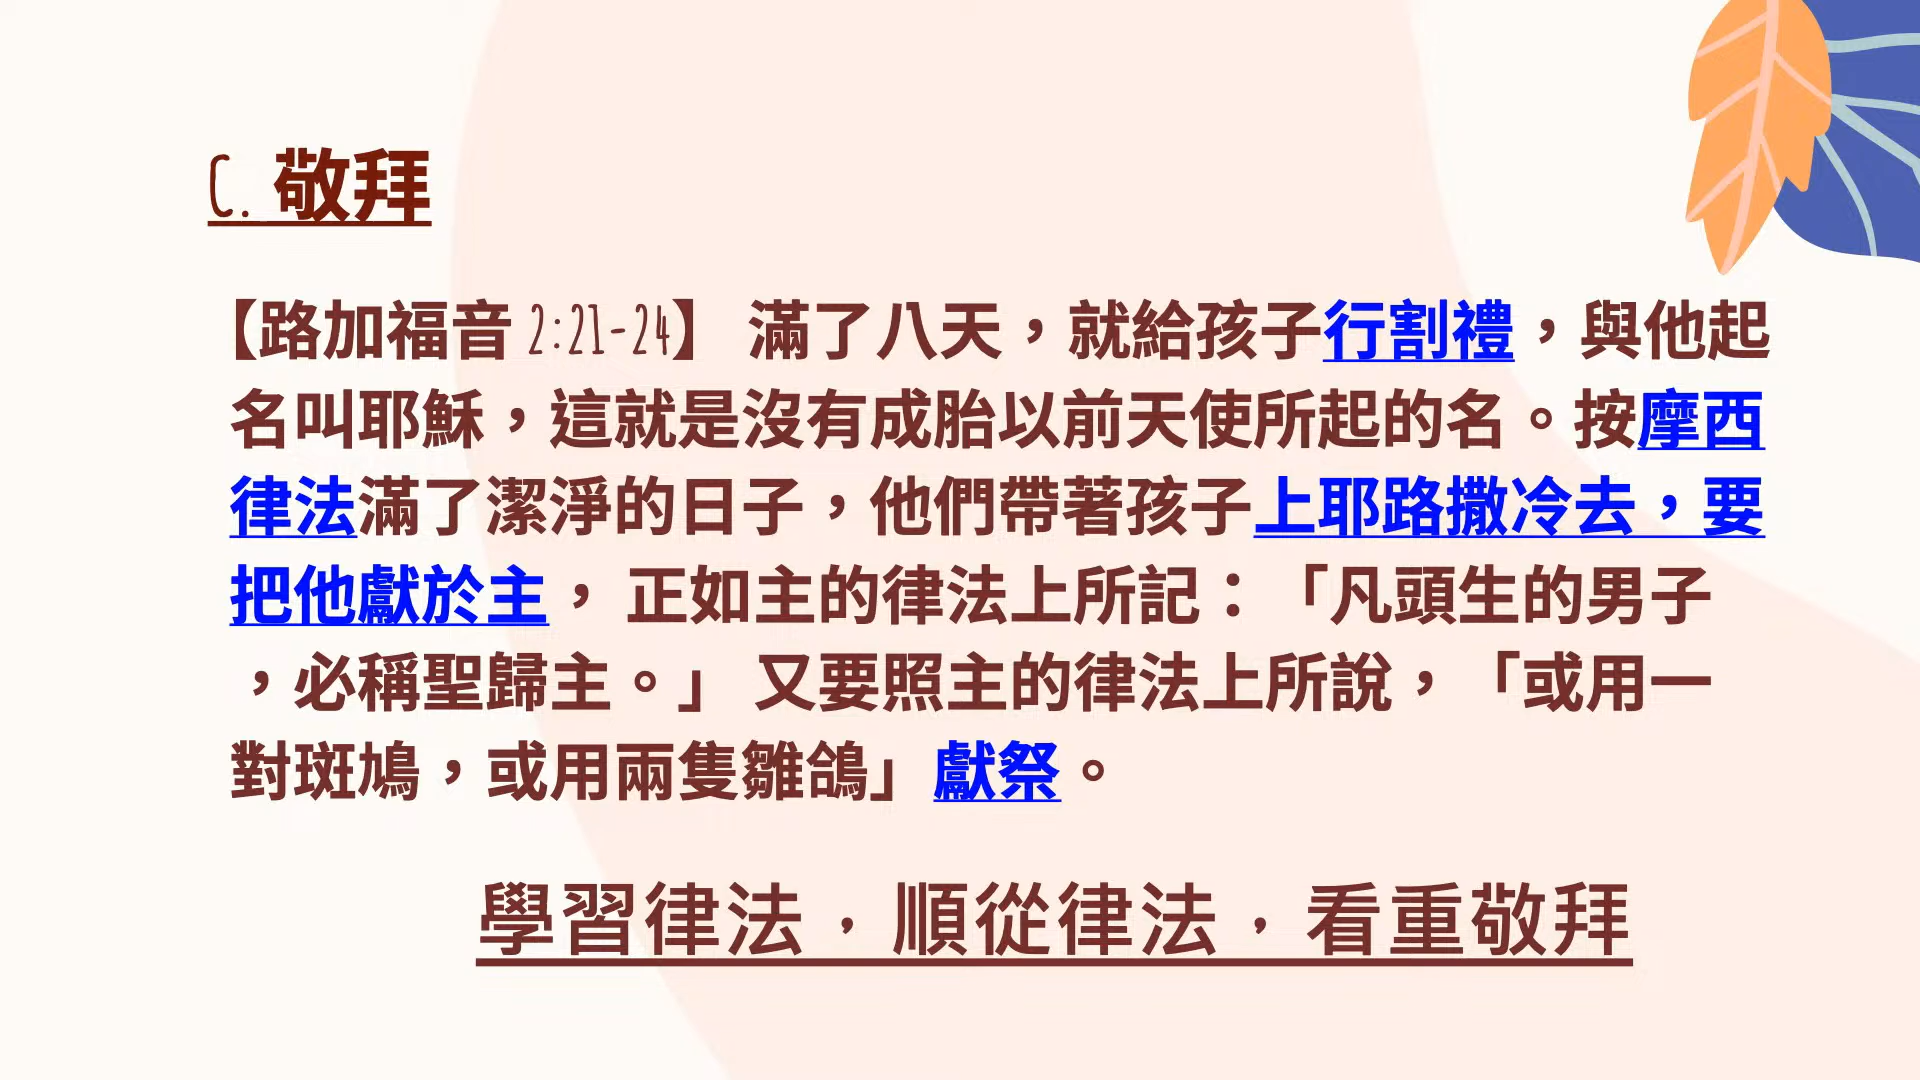 C. 敬拜
【路加福音 2:21-24】 滿了八天，就給孩子行割禮，與他起
名叫耶穌，這就是沒有成胎以前天使所起的名。按摩西
律法滿了潔淨的日子，他們帶著孩子上耶路撒冷去，要
把他獻於主， 正如主的律法上所記：「凡頭生的男子
，必稱聖歸主。」 又要照主的律法上所說，「或用一
對斑鳩，或用兩隻雛鴿」獻祭。
學習律法，順從律法，看重敬拜